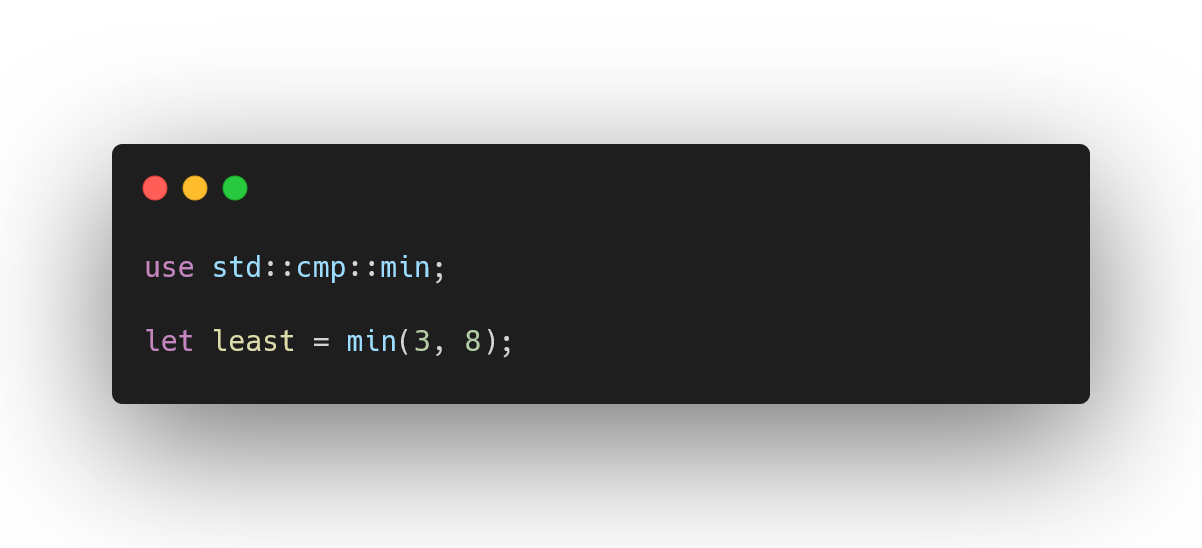 use std::cmp::min;
let least = min(3, 8);